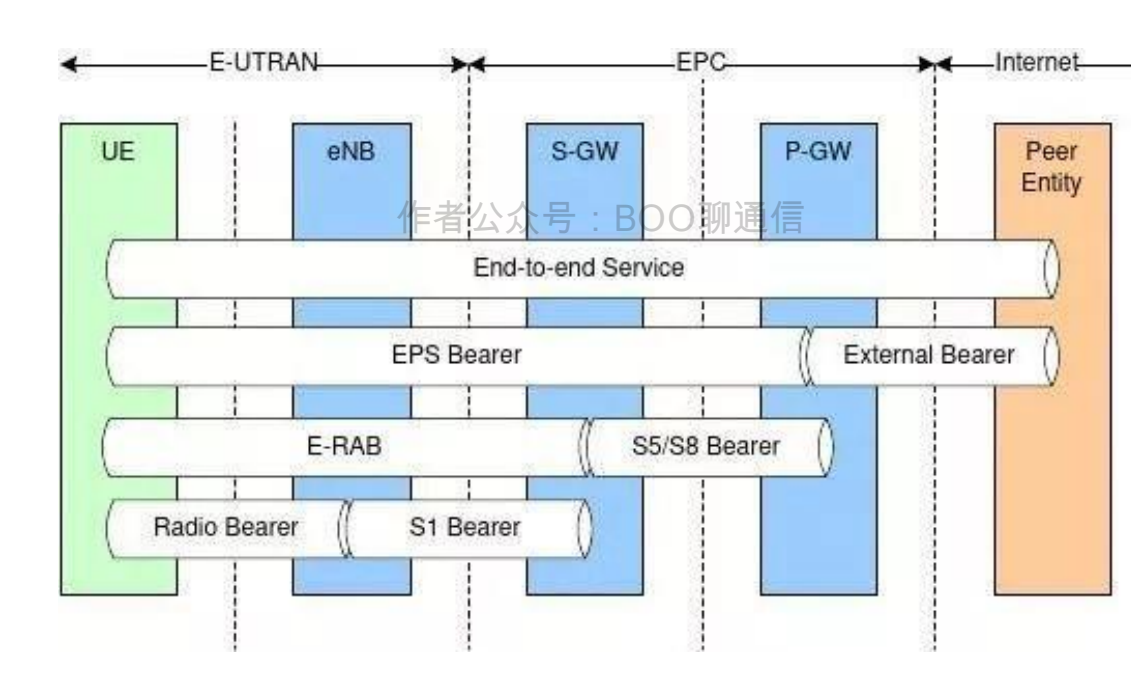 E-UTRAN EPC Internet
UE eNB S-GW P-GW Peer
Entity
作者公众号：BOO聊通信
End-to-end Service
EPS Bearer External Bearer
E-RAB S5/S8 Bearer
Radio Bearer S1 Bearer